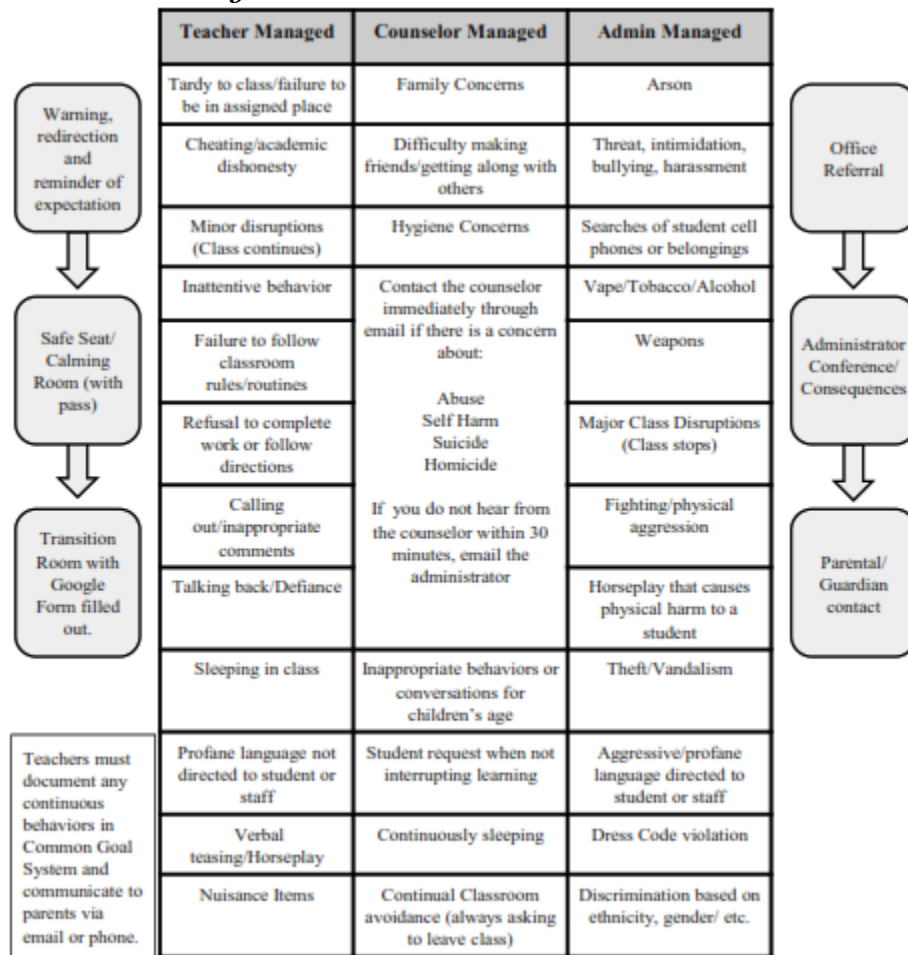 Teacher Managed
Counselor Managed
Admin Managed
Warning,
redirection
and
reminder of
expectation
Safe Seat/
Calming
Room (with
pass)
Transition
Room with
Google
Form filled
out.
Teachers must
document any
continuous
behaviors in
Common Goal
System and
communicate to
parents via
email or phone.
Tardy to class/failure to
be in assigned place
Family Concerns
Arson
Cheating/academic
dishonesty
Difficulty making
friends/getting along with
others
Threat, intimidation,
bullying, harassment
Minor disruptions
(Class continues)
Hygiene Concerns
Searches of student cell
phones or belongings
Inattentive behavior
Contact the counselor
immediately through
email if there is a concern
about:
Abuse
Self Harm
Suicide
Homicide
If you do not hear from
the counselor within 30
minutes, email the
administrator
Vape/Tobacco/Alcohol
Failure to follow
classroom
rules/routines
Weapons
Refusal to complete
work or follow
directions
Major Class Disruptions
(Class stops)
Calling
out/inappropriate
comments
Fighting/physical
aggression
Talking back/Defiance
Horseplay that causes
physical harm to a
student
Sleeping in class
Inappropriate behaviors or
conversations for
children's age
Theft/Vandalism
Profane language not
directed to student or
staff
Student request when not
interrupting learning
Aggressive/profane
language directed to
student or staff
Verbal
teasing/Horseplay
Continuously sleeping
Dress Code violation
Nuisance Items
Continual Classroom
avoidance (always asking
to leave class)
Discrimination based on
ethnicity, gender/ etc.
Office
Referral
Administrator
Conference/
Consequences
Parental/
Guardian
contact